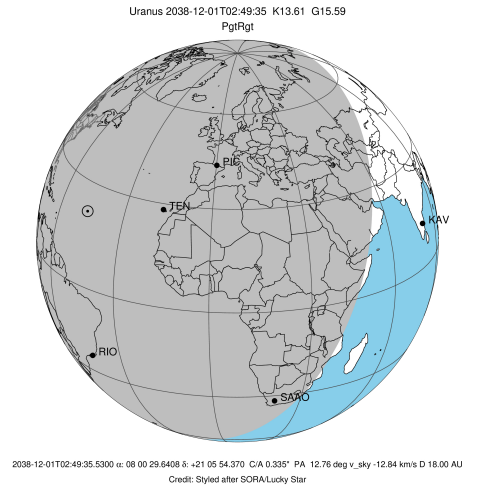 Uranus 2038-12-01T02:49:35  K13.61  G15.59
PgtRgt
PIC
TEN
KAV
RIO
SAAO
2038-12-01T02:49:35.5300 α: 08 00 29.6408 δ: +21 05 54.370  C/A 0.335"  PA  12.76 deg v_sky -12.84 km/s D 18.00 AU
Credit: Styled after SORA/Lucky Star